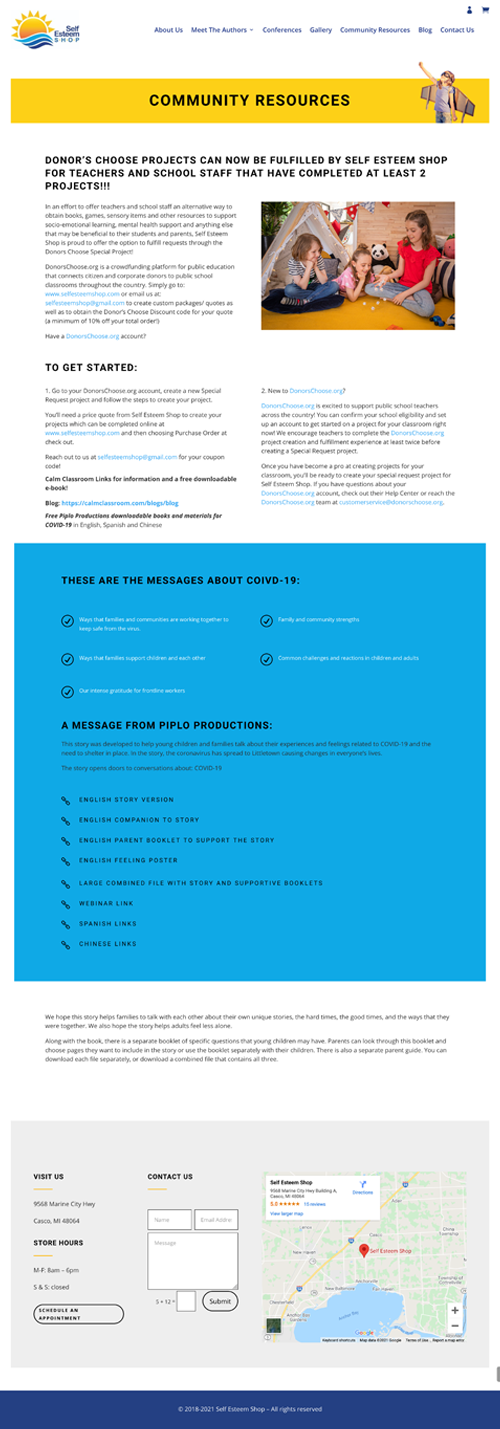 Self
Esteem
SHOP
About Us Meet The Authors Conferences Gallery Community Resources Blog Contact Us
COMMUNITY RESOURCES
DONOR'S CHOOSE PROJECTS CAN NOW BE FULFILLED BY SELF ESTEEM SHOP
FOR TEACHERS AND SCHOOL STAFF THAT HAVE COMPLETED AT LEAST 2
PROJECTS!!!
In an effort to offer teachers and school staff an alternative way to
obtain books, games, sensory items and other resources to support
socio-emotional learning, mental health support and anything else
that may be beneficial to their students and parents, Self Esteem
Shop is proud to offer the option to fulfill requests through the
Donors Choose Special Project!
DonorsChoose.org is a crowdfunding platform for public education
that connects citizen and corporate donors to public school
classrooms throughout the country. Simply go to:
www.selfesteemshop.com or email us at:
selfesteemshop@gmail.com to create custom packages/ quotes as
well as to obtain the Donor's Choose Discount code for your quote
(a minimum of 10% off your total order!)
Have a DonorsChoose.org account?
TO GET STARTED:
1. Go to your DonorsChoose.org account, create a new Special
Request project and follow the steps to create your project.
You'll need a price quote from Self Esteem Shop to create your
projects which can be completed online at
www.selfesteemshop.com and then choosing Purchase Order at
check out.
Reach out to us at selfesteemshop@gmail.com for your coupon
code!
Calm Classroom Links for information and a free downloadable
e-book!
Blog: https://calmclassroom.com/blogs/blog
Free Piplo Productions downloadable books and materials for
COVID-19 in English, Spanish and Chinese
2. New to DonorsChoose.org?
DonorsChoose.org is excited to support public school teachers
across the country! You can confirm your school eligibility and set
up an account to get started on a project for your classroom right
now! We encourage teachers to complete the DonorsChoose.org
project creation and fulfillment experience at least twice before
creating a Special Request project.
Once you have become a pro at creating projects for your
classroom, you'll be ready to create your special request project for
Self Esteem Shop. If you have questions about your
DonorsChoose.org account, check out their Help Center or reach the
DonorsChoose.org team at customerservice@donorschoose.org.
THESE ARE THE MESSAGES ABOUT COIVD-19:
Ways that families and communities are working together to
keep safe from the virus.
Family and community strengths
Ways that families support children and each other
Common challenges and reactions in children and adults
Our intense gratitude for frontline workers
A MESSAGE FROM PIPLO PRODUCTIONS:
This story was developed to help young children and families talk about their experiences and feelings related to COVID-19 and the
need to shelter in place. In the story, the coronavirus has spread to Littletown causing changes in everyone's lives.
The story opens doors to conversations about: COVID-19
ENGLISH STORY VERSION
ENGLISH COMPANION TO STORY
ENGLISH PARENT BOOKLET TO SUPPORT THE STORY
ENGLISH FEELING POSTER
LARGE COMBINED FILE WITH STORY AND SUPPORTIVE BOOKLETS
WEBINAR LINK
SPANISH LINKS
CHINESE LINKS
We hope this story helps families to talk with each other about their own unique stories, the hard times, the good times, and the ways that they
were together. We also hope the story helps adults feel less alone.
Along with the book, there is a separate booklet of specific questions that young children may have. Parents can look through this booklet and
choose pages they want to include in the story or use the booklet separately with their children. There is also a separate parent guide. You can
download each file separately, or download a combined file that contains all three.
VISIT US
9568 Marine City Hwy
Casco, MI 48064
STORE HOURS
M-F: 8am – 6pm
S & S: closed
SCHEDULE AN
APPOINTMENT
CONTACT US
Name Email Addre
Message
5 + 12 = Submit
Self Esteem Shop
9568 Marine City Hwy Building A,
Casco, MI 48064
5.0 15 reviews
View larger map
Directions
Self Esteem Shop
New Haven
China
Township
New Baltimore
Fair Haven
Anchor Bay
Chesterfield
Algonac
Google
Keyboard shortcuts Map data ©2021 Google Terms of Use Report a map error
© 2018-2021 Self Esteem Shop – All rights reserved